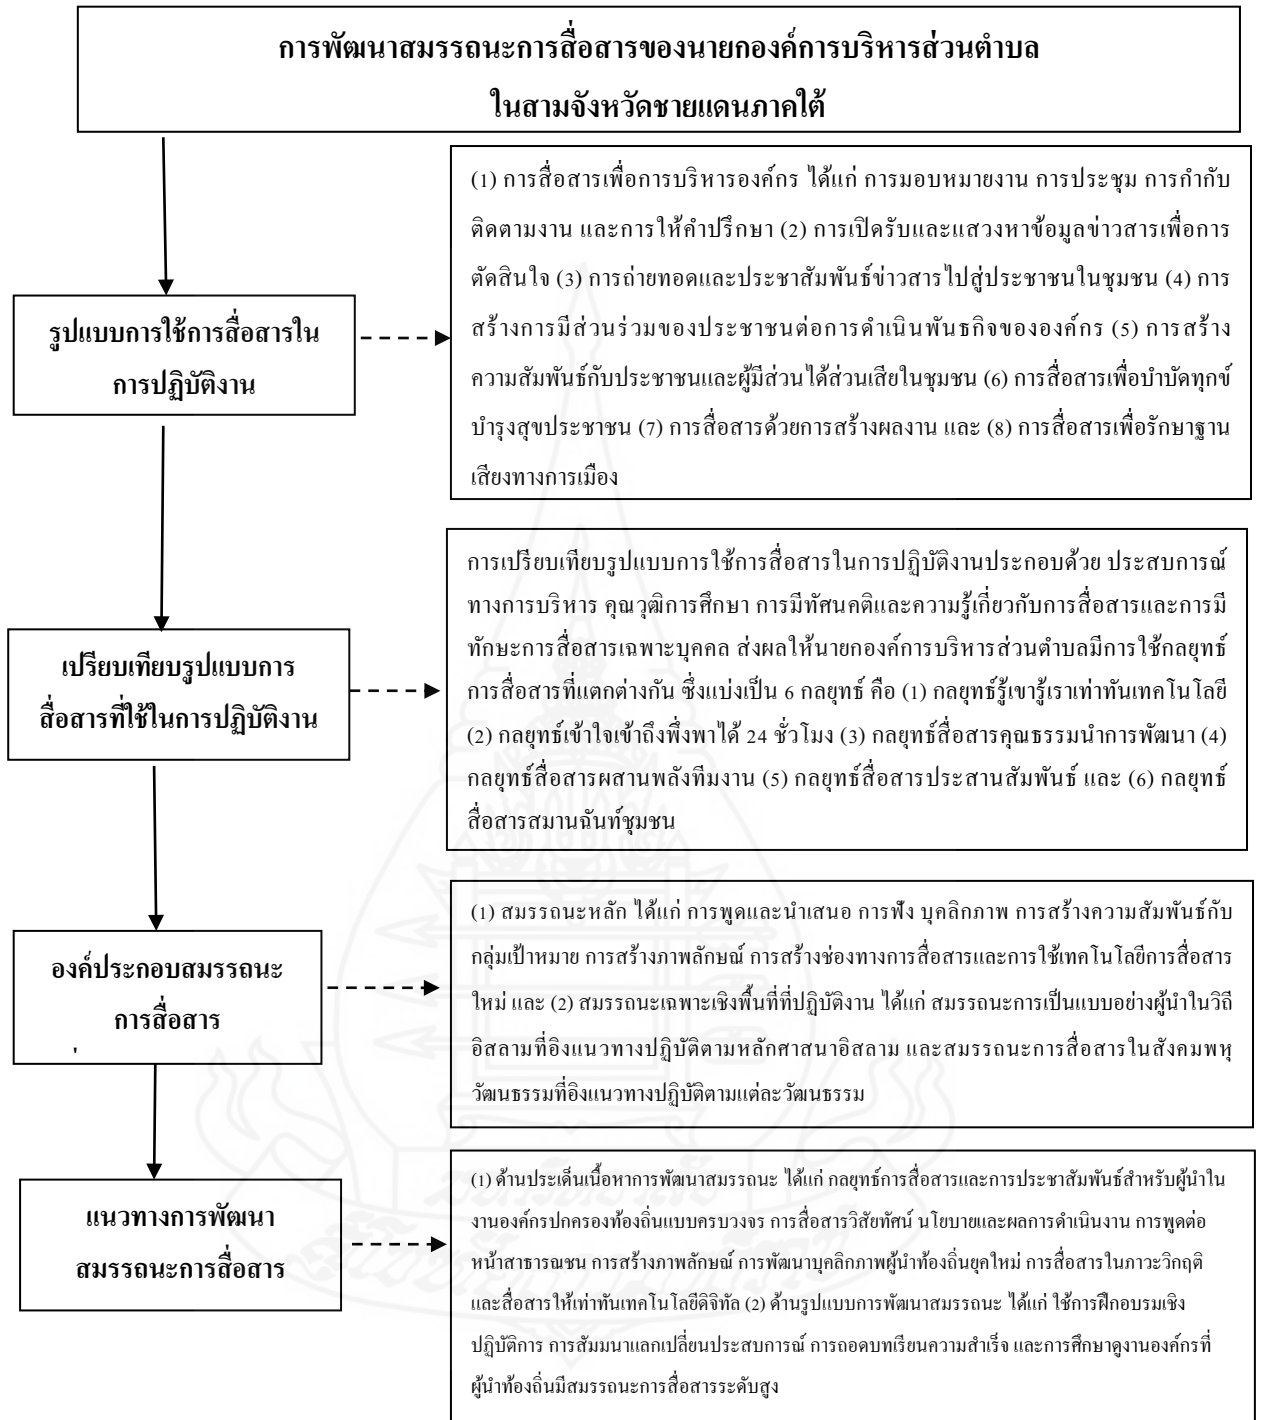 การพัฒนาสมรรถนะการสื่อสารของนายกองค์การบริหารส่วนตำบล
ในสามจังหวัดชายแดนภาคใต้
รูปแบบการใช้การสื่อสารใน
การปฏิบัติงาน
(1) การสื่อสารเพื่อการบริหารองค์กร ได้แก่ การมอบหมายงาน การประชุม การกำกับ
ติดตามงาน และการให้คำปรึกษา (2) การเปิดรับและแสวงหาข้อมูลข่าวสารเพื่อการ
ตัดสินใจ (3) การถ่ายทอดและประชาสัมพันธ์ข่าวสารไปสู่ประชาชนในชุมชน (4) การ
สร้างการมีส่วนร่วมของประชาชนต่อการดำเนินพันธกิจขององค์กร (5) การสร้าง
ความสัมพันธ์กับประชาชนและผู้มีส่วนได้ส่วนเสียในชุมชน (6) การสื่อสารเพื่อบำบัดทุกข์
บำรุงสุขประชาชน (7) การสื่อสารด้วยการสร้างผลงาน และ (8) การสื่อสารเพื่อรักษาฐาน
เสียงทางการเมือง
เปรียบเทียบรูปแบบการ
สื่อสารที่ใช้ในการปฏิบัติงาน
การเปรียบเทียบรูปแบบการใช้การสื่อสารในการปฏิบัติงานประกอบด้วย ประสบการณ์
ทางการบริหาร คุณวุฒิการศึกษา การมีทัศนคติและความรู้เกี่ยวกับการสื่อสารและการมี
ทักษะการสื่อสารเฉพาะบุคคล ส่งผลให้นายกองค์การบริหารส่วนตำบลมีการใช้กลยุทธ์
การสื่อสารที่แตกต่างกัน ซึ่งแบ่งเป็น 6 กลยุทธ์ คือ (1) กลยุทธ์รู้เขารู้เราเท่าทันเทคโนโลยี
(2) กลยุทธ์เข้าใจเข้าถึงพึ่งพาได้ 24 ชั่วโมง (3) กลยุทธ์สื่อสารคุณธรรมนำการพัฒนา (4)
กลยุทธ์สื่อสารผสานพลังทีมงาน (5) กลยุทธ์สื่อสารประสานสัมพันธ์ และ (6) กลยุทธ์
สื่อสารสมานฉันท์ชุมชน
องค์ประกอบสมรรถนะ
การสื่อสาร
(1) สมรรถนะหลัก ได้แก่ การพูดและนำเสนอ การฟัง บุคลิกภาพ การสร้างความสัมพันธ์กับ
กลุ่มเป้าหมาย การสร้างภาพลักษณ์ การสร้างช่องทางการสื่อสารและการใช้เทคโนโลยีการสื่อสาร
ใหม่ และ (2) สมรรถนะเฉพาะเชิงพื้นที่ที่ปฏิบัติงาน ได้แก่ สมรรถนะการเป็นแบบอย่างผู้นำในวิถี
อิสลามที่อิงแนวทางปฏิบัติตามหลักศาสนาอิสลาม และสมรรถนะการสื่อสารในสังคมพหุ
วัฒนธรรมที่อิงแนวทางปฏิบัติตามแต่ละวัฒนธรรม
แนวทางการพัฒนา
สมรรถนะการสื่อสาร
(1) ด้านประเด็นเนื้อหาการพัฒนาสมรรถนะ ได้แก่ กลยุทธ์การสื่อสารและการประชาสัมพันธ์สำหรับผู้นำใน
งานองค์กรปกครองท้องถิ่นแบบครบวงจร การสื่อสารวิสัยทัศน์ นโยบายและผลการดำเนินงาน การพูดต่อ
หน้าสาธารณชน การสร้างภาพลักษณ์ การพัฒนาบุคลิกภาพผู้นำท้องถิ่นยุคใหม่ การสื่อสารในภาวะวิกฤติ
และสื่อสารให้เท่าทันเทคโนโลยีดิจิทัล (2) ด้านรูปแบบการพัฒนาสมรรถนะ ได้แก่ ใช้การฝึกอบรมเชิง
ปฏิบัติการ การสัมมนาแลกเปลี่ยนประสบการณ์ การถอดบทเรียนความสำเร็จ และการศึกษาดูงานองค์กรที่
ผู้นำท้องถิ่นมีสมรรถนะการสื่อสารระดับสูง